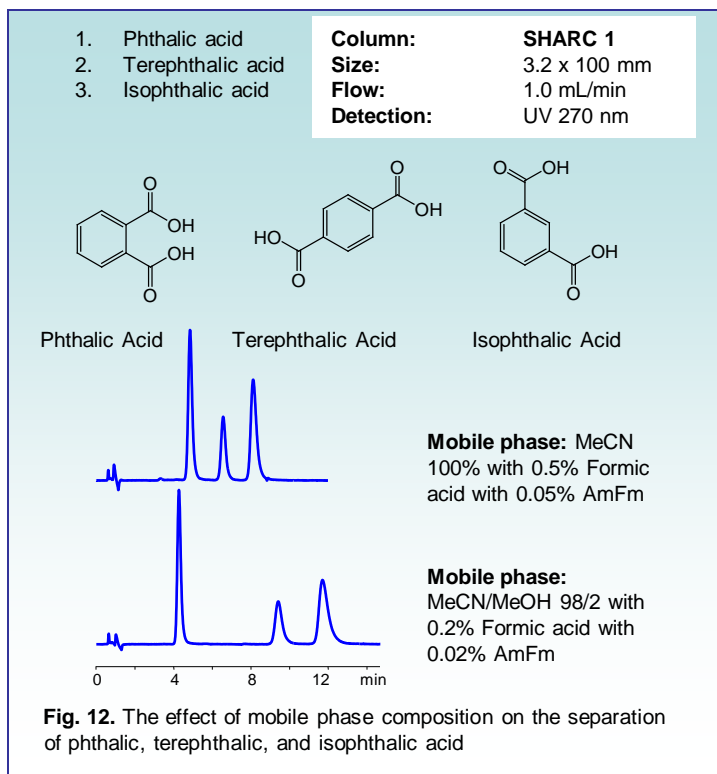 1. Phthalic acid
2. Terephthalic acid
3. Isophthalic acid
Column: SHARC 1
Size: 3.2 x 100 mm
Flow: 1.0 mL/min
Detection: UV 270 nm
O
OH
OH
O
O
OH
HO
O
O
OH
O
OH
Phthalic Acid
Terephthalic Acid
Isophthalic Acid
Mobile phase: MeCN
100% with 0.5% Formic
acid with 0.05% AmFm
Mobile phase:
MeCN/MeOH 98/2 with
0.2% Formic acid with
0.02% AmFm
0 4 8 12 min
Fig. 12. The effect of mobile phase composition on the separation
of phthalic, terephthalic, and isophthalic acid